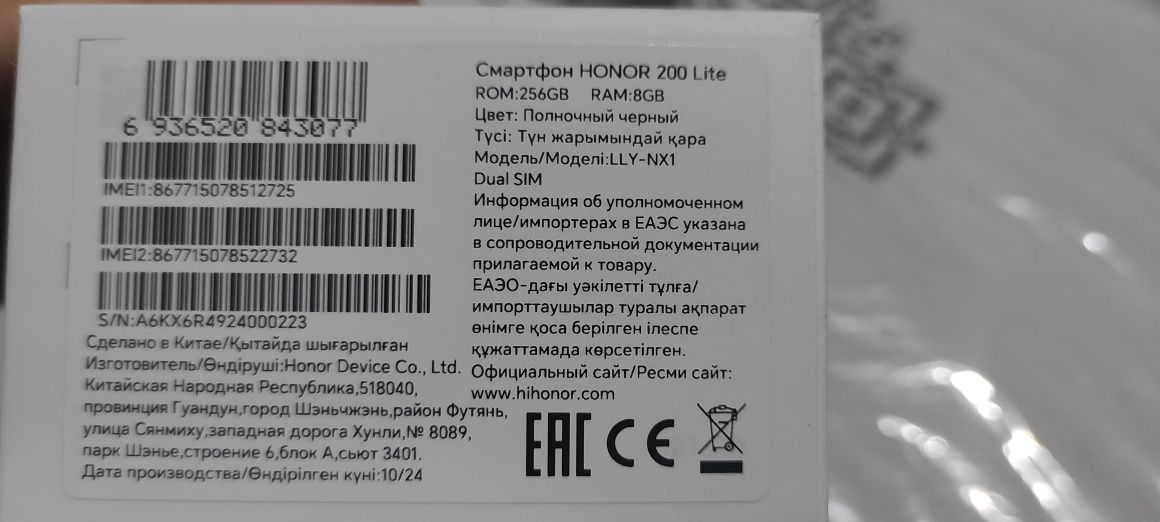 6 936520 843077
IMEI1:867715078512725
IMEI2:867715078522732
S/N:A6KX6R4924000223
Сделано в Китае/Қытайда шығарылған
Изготовитель/Өндіруші:Honor Device Co., Ltd.
Китайская Народная Республика,518040,
провинция Гуандун,город Шэньчжэнь,район Футянь,
улица Сянмиху,западная дорога Хунли,№ 8089,
парк Шэнье,строение 6,блок А,сьют 3401.
Дата производства/Өндірілген күні:10/24
Смартфон HONOR 200 Lite
ROM:256GB RAM:8GB
Цвет: Полночный черный
Түсі: Түн жарымындай қара
Модель/Моделі:LLY-NX1
Dual SIM
Информация об уполномоченном
лице/импортерах в ЕАЭС указана
в сопроводительной документации
прилагаемой к товару.
ЕАЭО-дағы уәкілетті тұлға/
импорттаушылар туралы ақпарат
өнімге қоса берілген ілеспе
құжаттамада көрсетілген.
Официальный сайт/Ресми сайт:
www.hihonor.com
EAC CE